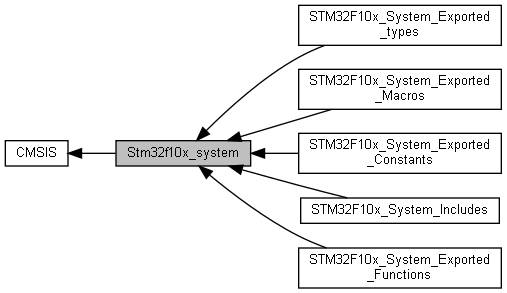 STM32F10x_System_Exported
_types
STM32F10x_System_Exported
_Macros
CMSIS
Stm32f10x_system
STM32F10x_System_Exported
_Constants
STM32F10x_System_Includes
STM32F10x_System_Exported
_Functions